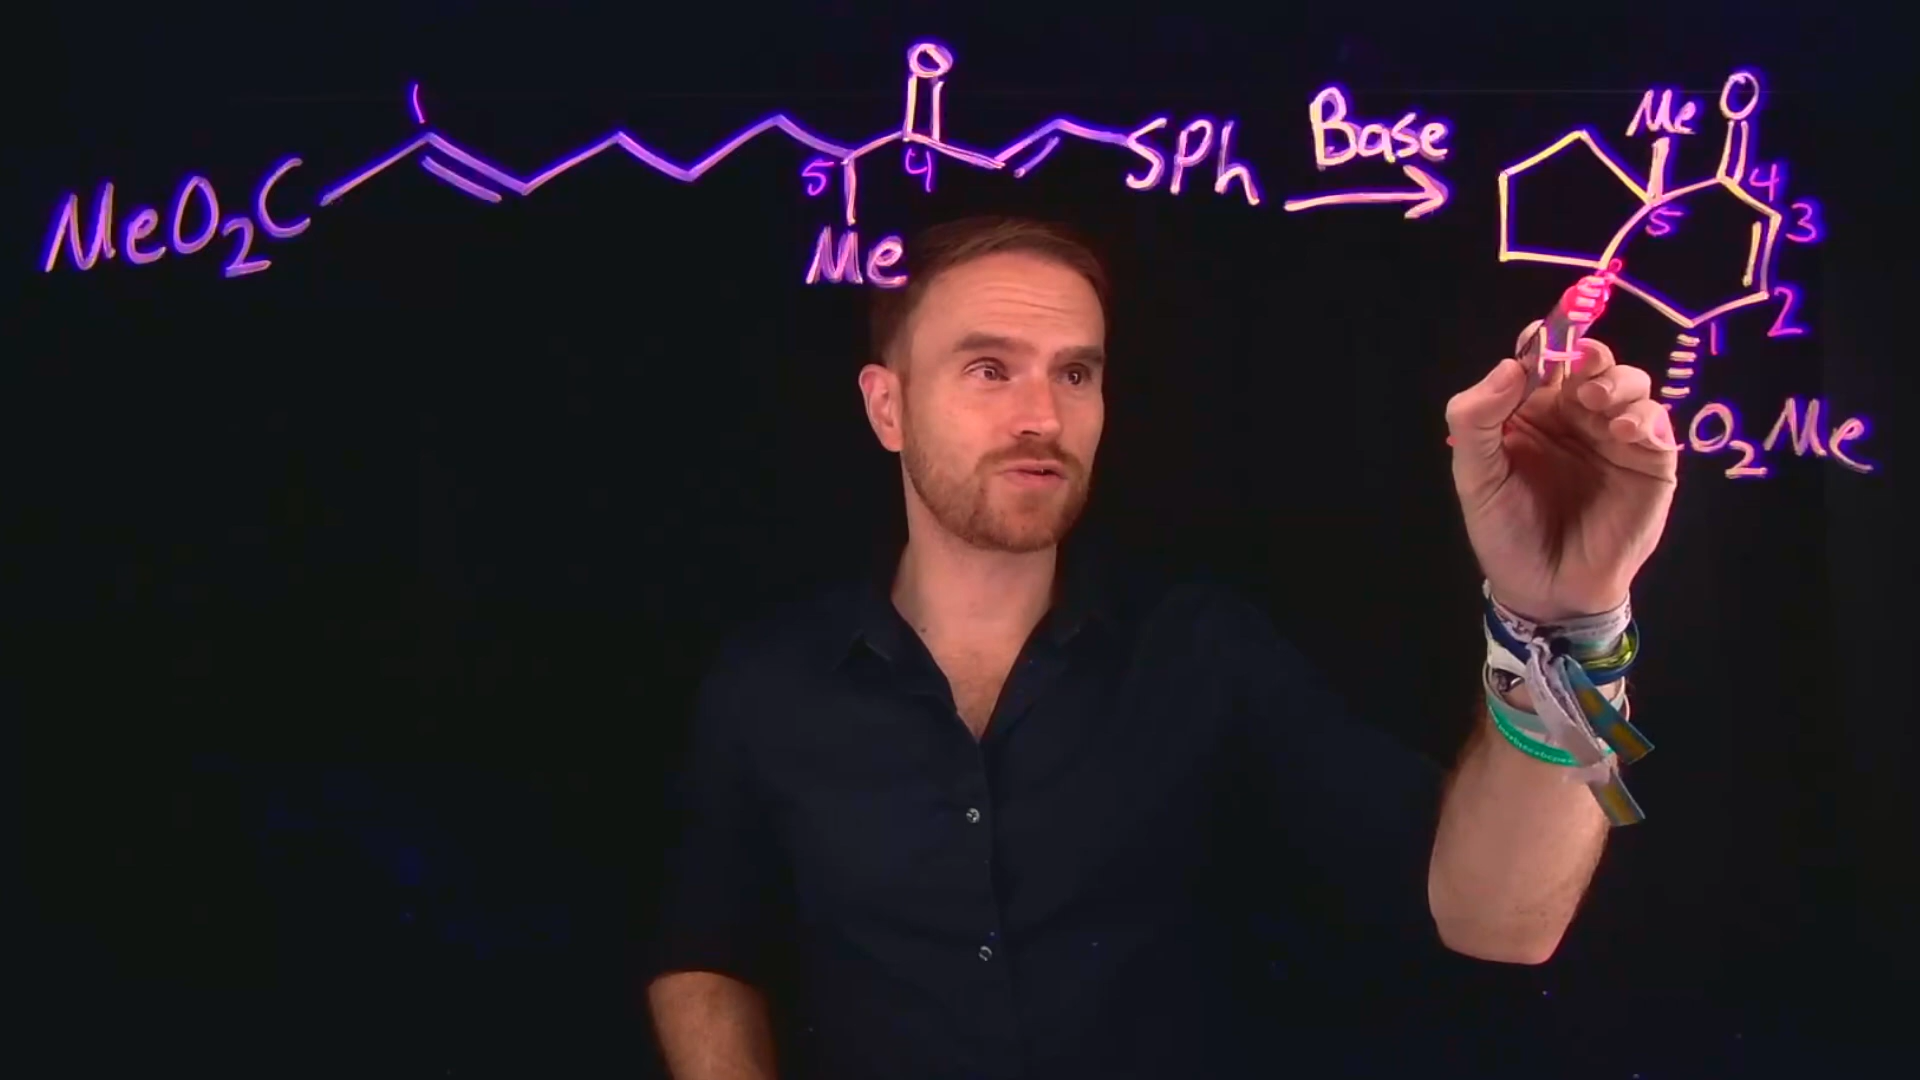 MeO₂C 1 5 Me 4 O SPh
Base
Me O 5 4 3 2 1 H
O₂Me